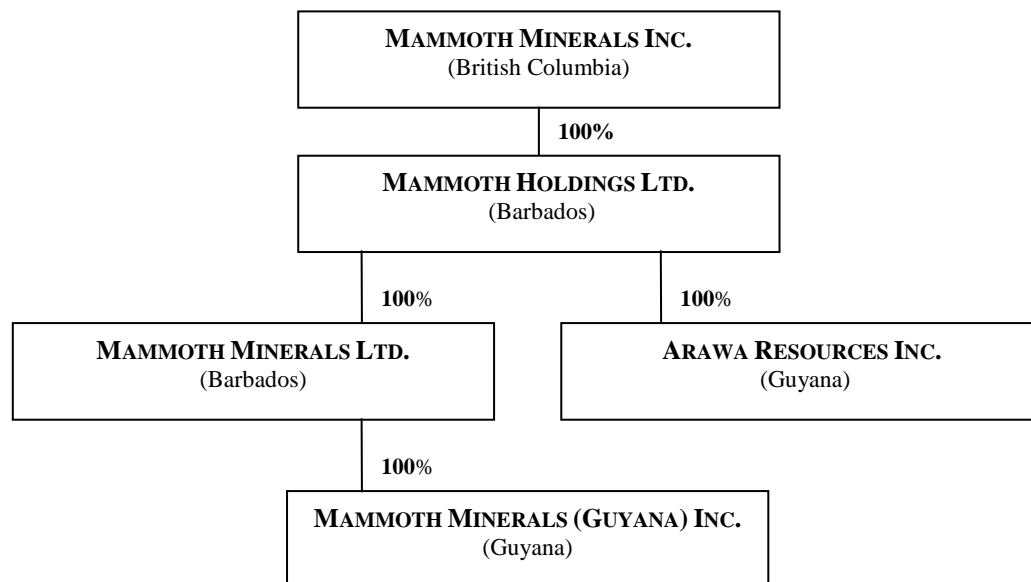 MAMMOTH MINERALS INC.
(British Columbia)
100%
MAMMOTH HOLDINGS LTD.
(Barbados)
100%
100%
MAMMOTH MINERALS LTD.
(Barbados)
ARAWA RESOURCES INC.
(Guyana)
100%
MAMMOTH MINERALS (GUYANA) INC.
(Guyana)